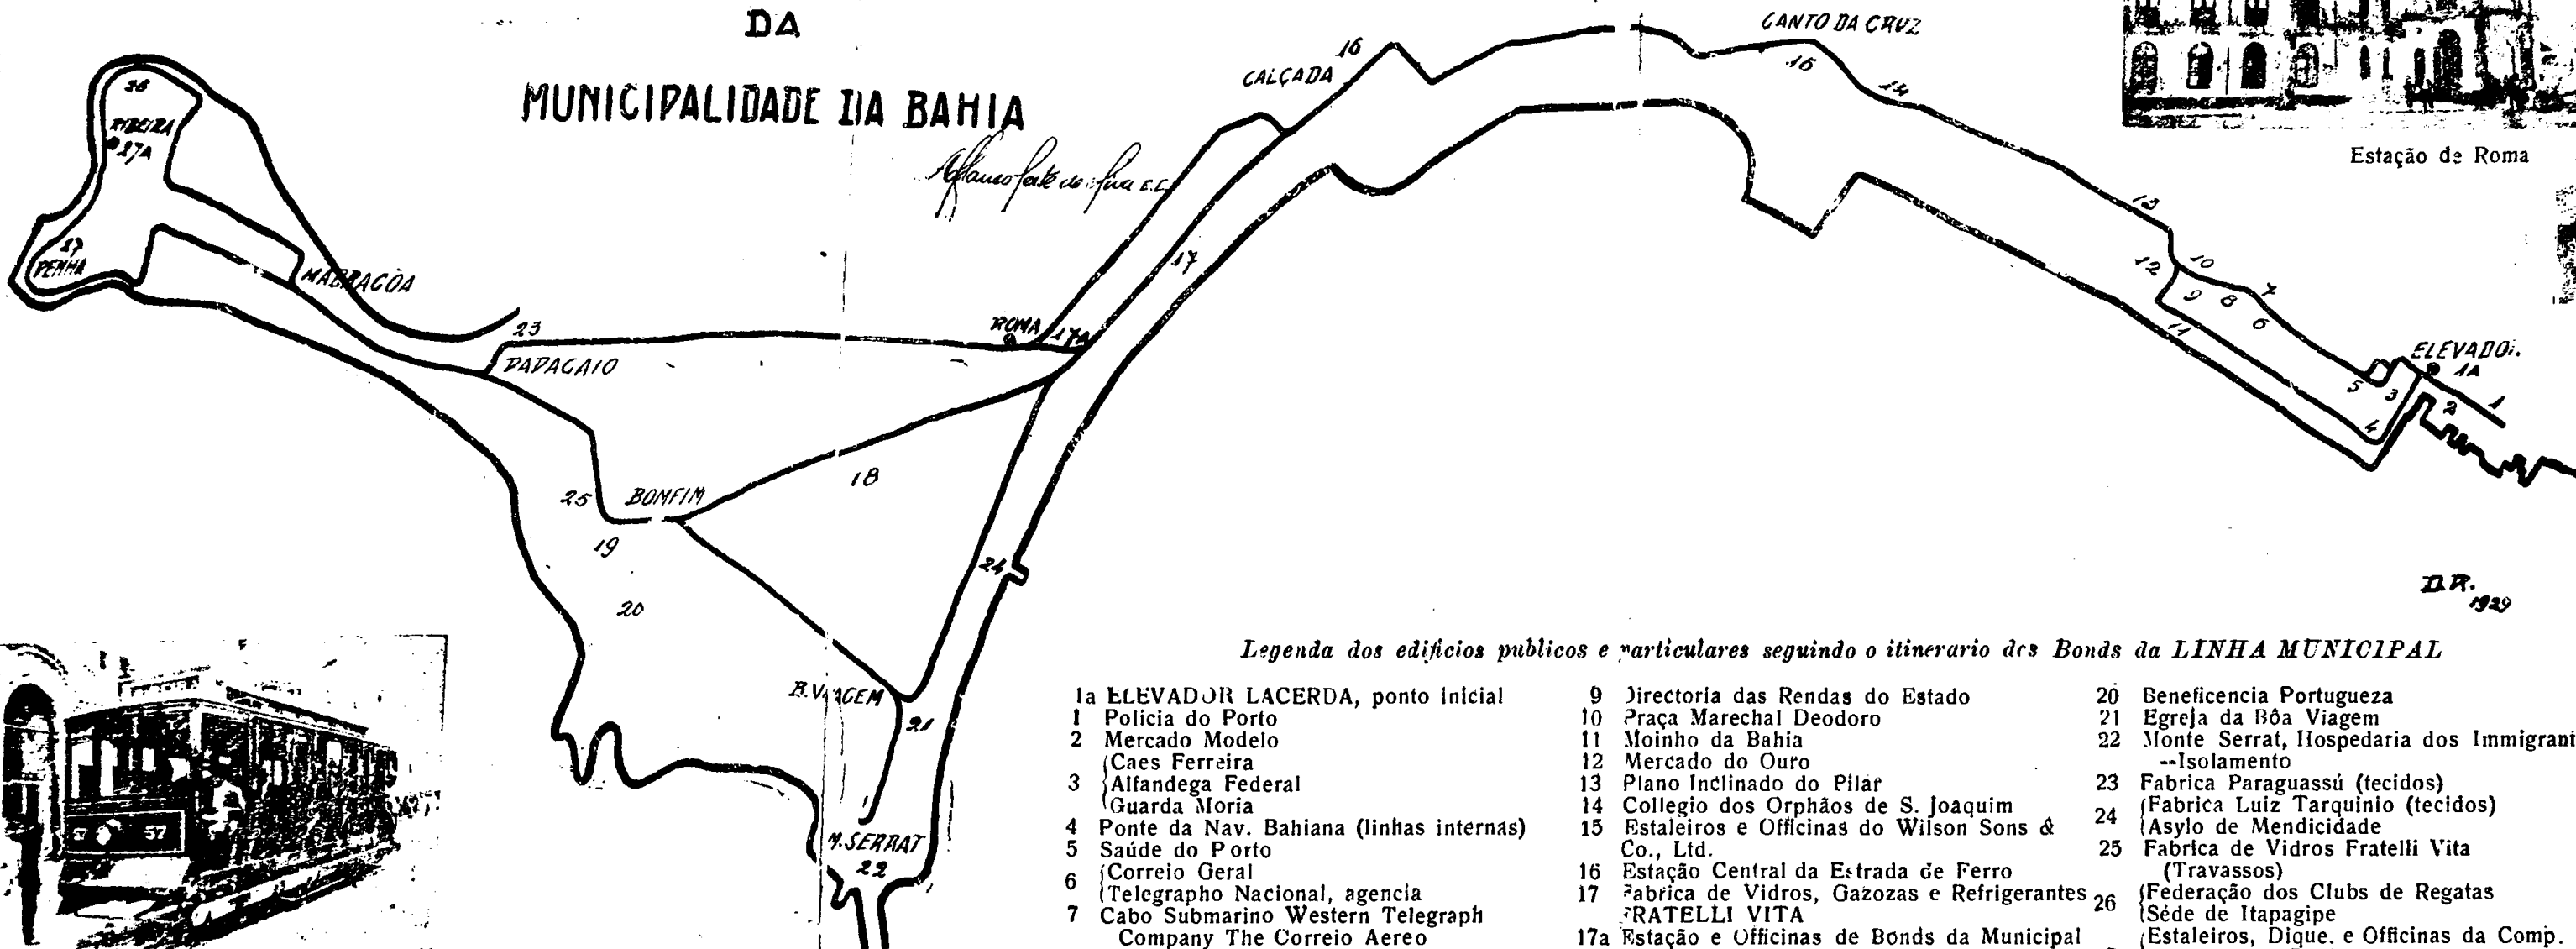 DA
MUNICIPALIDADE DA BAHIA
CANTO DA CRUZ
16
15
CALÇADA
14
Estação de Roma
26
RIBEIRA
27A
27
PENHA
MABRAGOA
13
12
10
9
8
7
6
11
17
23
PAPAGAIO
ROMA
17A
ELEVADOR.
1A
5
3
2
1
4
18
25
BOMFIM
19
20
24
B. VIAGEM
21
M. SERRAT
22
57
D.R.
1929
Legenda dos edificios publicos e particulares seguindo o itinerario dos Bonds da LINHA MUNICIPAL
1a ELEVADOR LACERDA, ponto inicial
1 Policia do Porto
2 Mercado Modelo
3 Caes Ferreira
Alfandega Federal
Guarda Moria
4 Ponte da Nav. Bahiana (linhas internas)
5 Saúde do Porto
6 Correio Geral
Telegrapho Nacional, agencia
7 Cabo Submarino Western Telegraph
Company The Correio Aereo
9 Directoria das Rendas do Estado
10 Praça Marechal Deodoro
11 Moinho da Bahia
12 Mercado do Ouro
13 Plano Inclinado do Pilar
14 Collegio dos Orphãos de S. Joaquim
15 Estaleiros e Officinas do Wilson Sons &
Co., Ltd.
16 Estação Central da Estrada de Ferro
17 Fabrica de Vidros, Gazozas e Refrigerantes
FRATELLI VITA
17a Estação e Officinas de Bonds da Municipal
20 Beneficencia Portugueza
21 Egreja da Bôa Viagem
22 Monte Serrat, Hospedaria dos Immigrant
--Isolamento
23 Fabrica Paraguassú (tecidos)
24 Fabrica Luiz Tarquinio (tecidos)
Asylo de Mendicidade
25 Fabrica de Vidros Fratelli Vita
(Travassos)
26 Federação dos Clubs de Regatas
Séde de Itapagipe
Estaleiros, Dique. e Officinas da Comp.